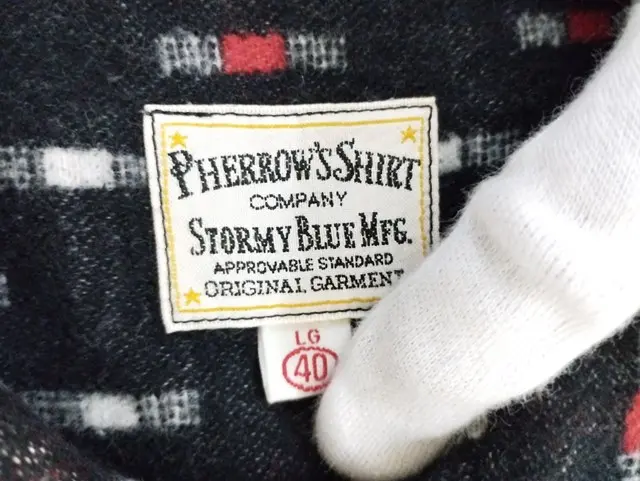 PHERROW'S SHIRT
COMPANY
STORMY BLUE MFG.
APPROVABLE STANDARD
ORIGINAL GARMENT
LG
40